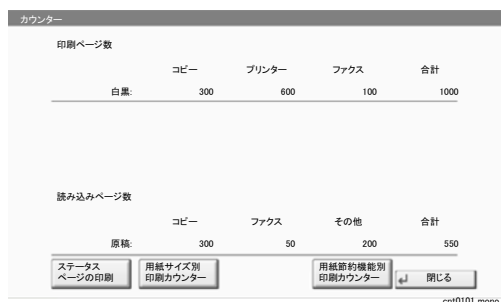 カウンター
印刷ページ数
コピー プリンター ファクス 合計
白黒: 300 600 100 1000
読み込みページ数
コピー ファクス その他 合計
原稿: 300 50 200 550
ステータス
ページの印刷
用紙サイズ別
印刷カウンター
用紙節約機能別
印刷カウンター
閉じる
cnt0101 mono